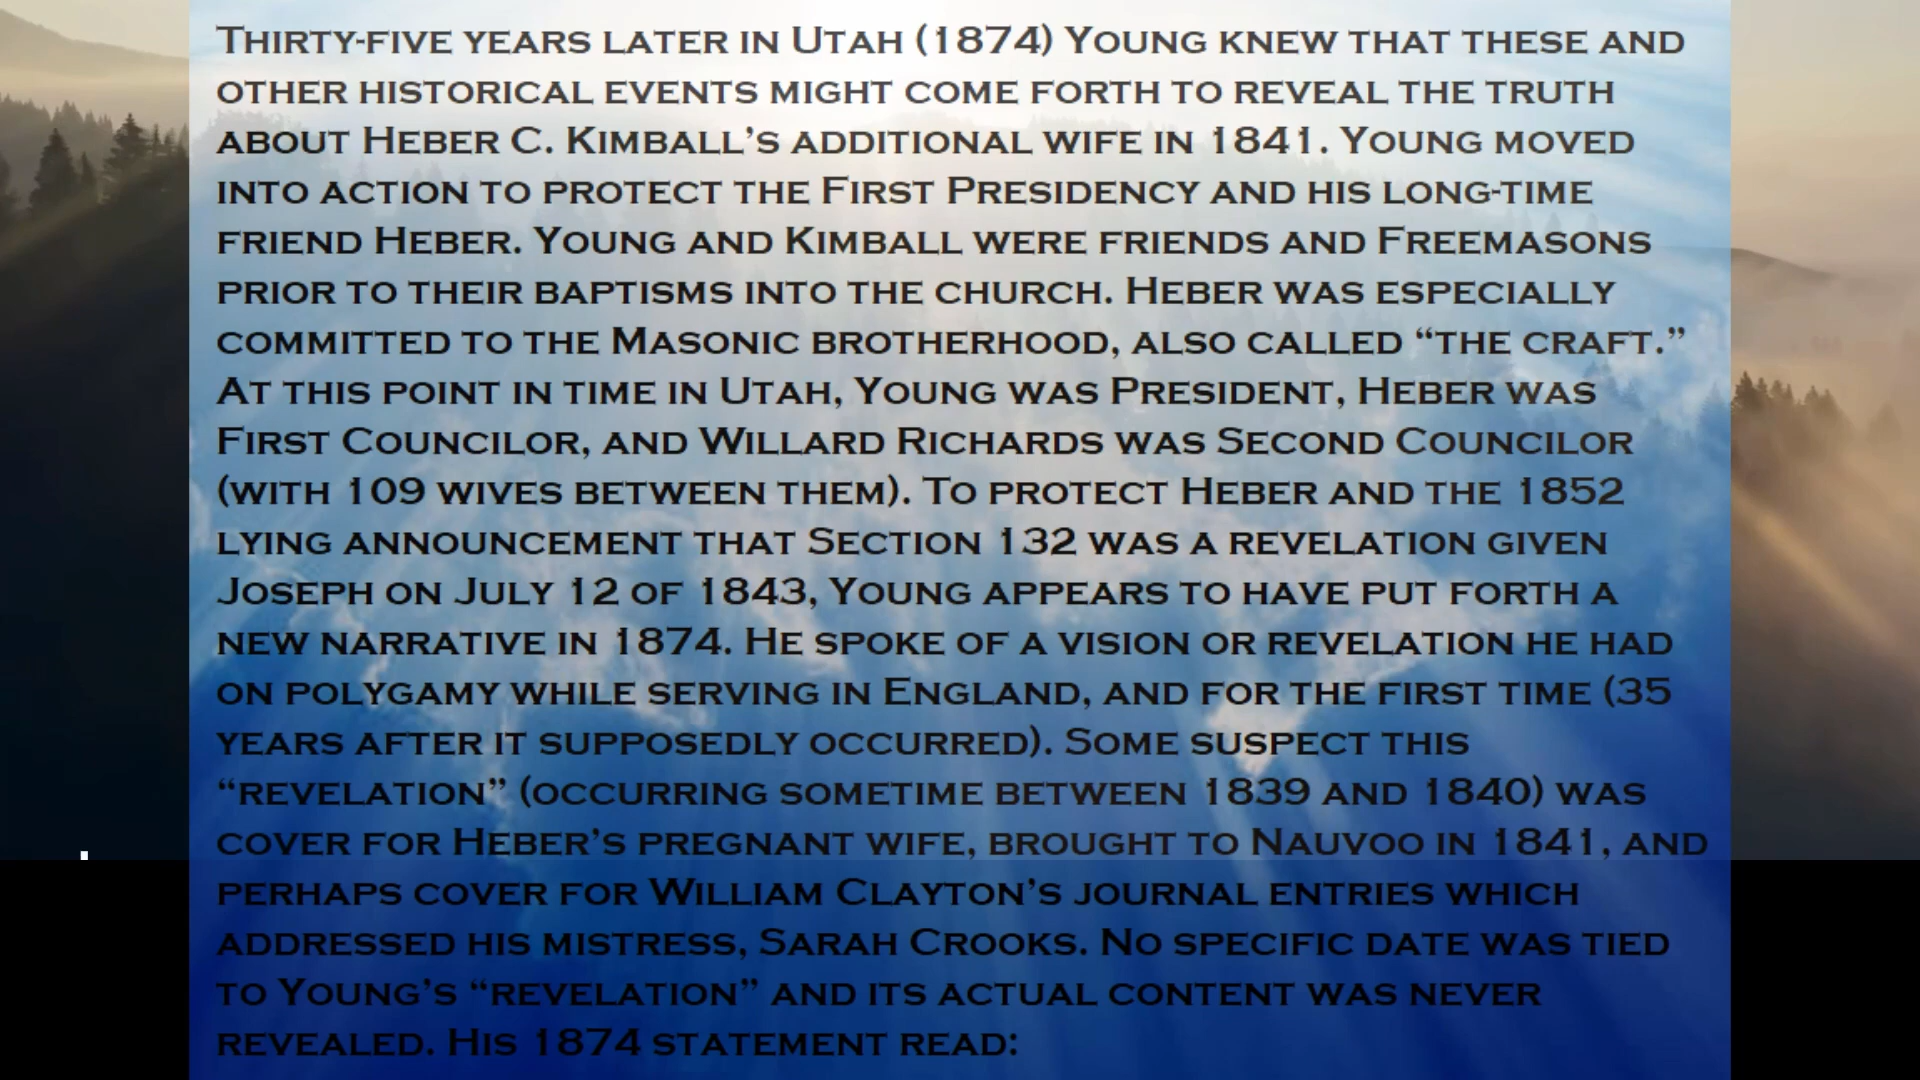 Thirty-five years later in Utah (1874) Young knew that these and
other historical events might come forth to reveal the truth
about Heber C. Kimball’s additional wife in 1841. Young moved
into action to protect the First Presidency and his long-time
friend Heber. Young and Kimball were friends and Freemasons
prior to their baptisms into the church. Heber was especially
committed to the Masonic brotherhood, also called “the craft.”
At this point in time in Utah, Young was President, Heber was
First Councilor, and Willard Richards was Second Councilor
(with 109 wives between them). To protect Heber and the 1852
lying announcement that Section 132 was a revelation given
Joseph on July 12 of 1843, Young appears to have put forth a
new narrative in 1874. He spoke of a vision or revelation he had
on polygamy while serving in England, and for the first time (35
years after it supposedly occurred). Some suspect this
“revelation” (occurring sometime between 1839 and 1840) was
cover for Heber’s pregnant wife, brought to Nauvoo in 1841, and
perhaps cover for William Clayton’s journal entries which
addressed his mistress, Sarah Crooks. No specific date was tied
to Young’s “revelation” and its actual content was never
revealed. His 1874 statement read: